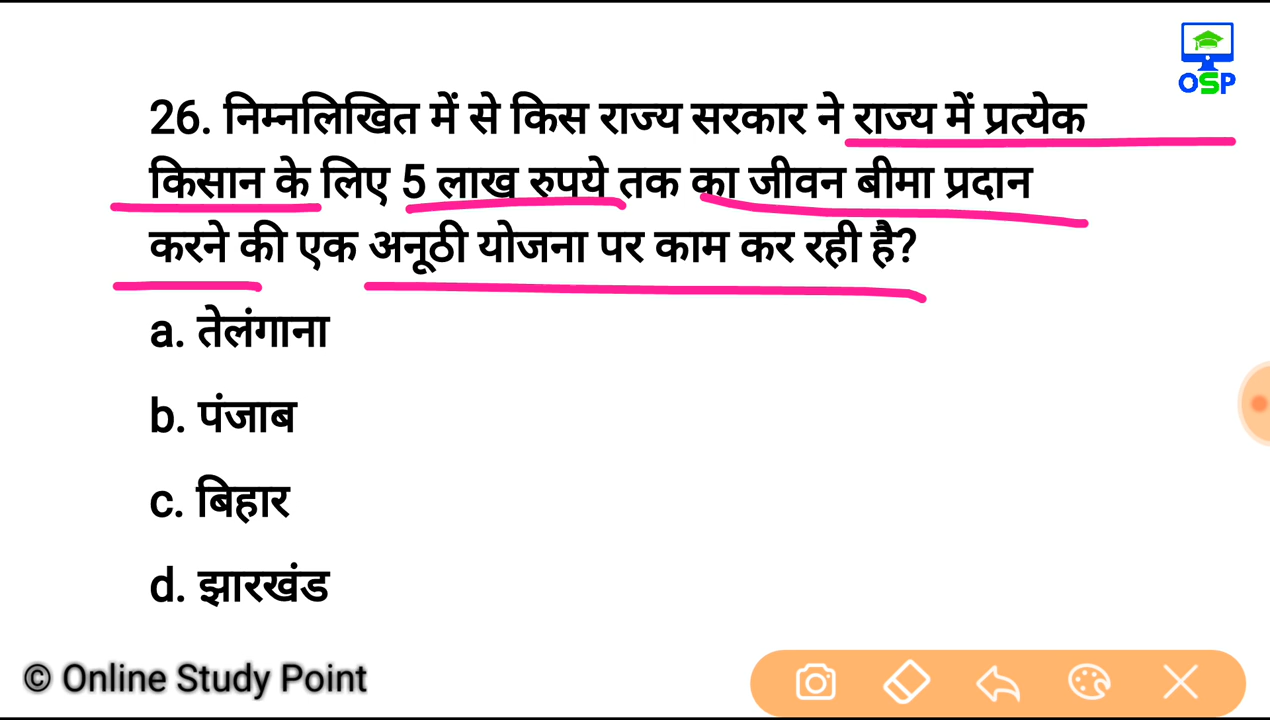 OSP
26. निम्नलिखित में से किस राज्य सरकार ने राज्य में प्रत्येक
किसान के लिए 5 लाख रुपये तक का जीवन बीमा प्रदान
करने की एक अनूठी योजना पर काम कर रही है?
a. तेलंगाना
b. पंजाब
c. बिहार
d. झारखंड
© Online Study Point